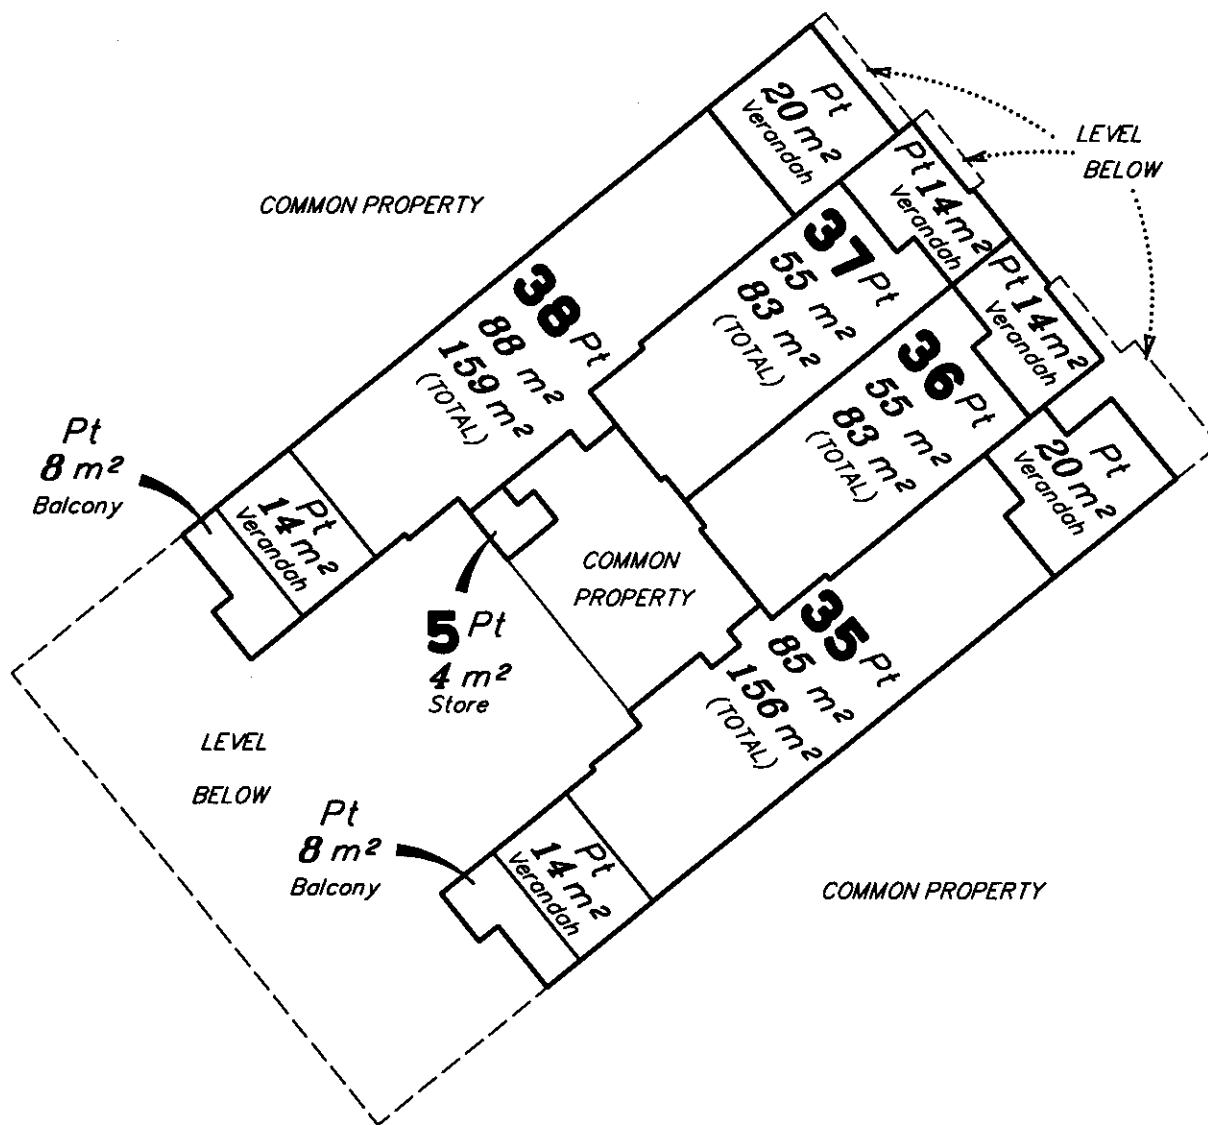 Pt
20 m²
Verandah
LEVEL
BELOW
COMMON PROPERTY
Pt 14 m²
Verandah
37 Pt
55 m²
83 m²
(TOTAL)
Pt 14 m²
Verandah
38 Pt
88 m²
159 m²
(TOTAL)
36 Pt
55 m²
83 m²
(TOTAL)
Pt
8 m²
Balcony
Pt
14 m²
Verandah
Pt
20 m²
Verandah
COMMON
PROPERTY
5 Pt
4 m²
Store
35 Pt
85 m²
156 m²
(TOTAL)
LEVEL
BELOW
Pt
8 m²
Balcony
Pt
14 m²
Verandah
COMMON PROPERTY